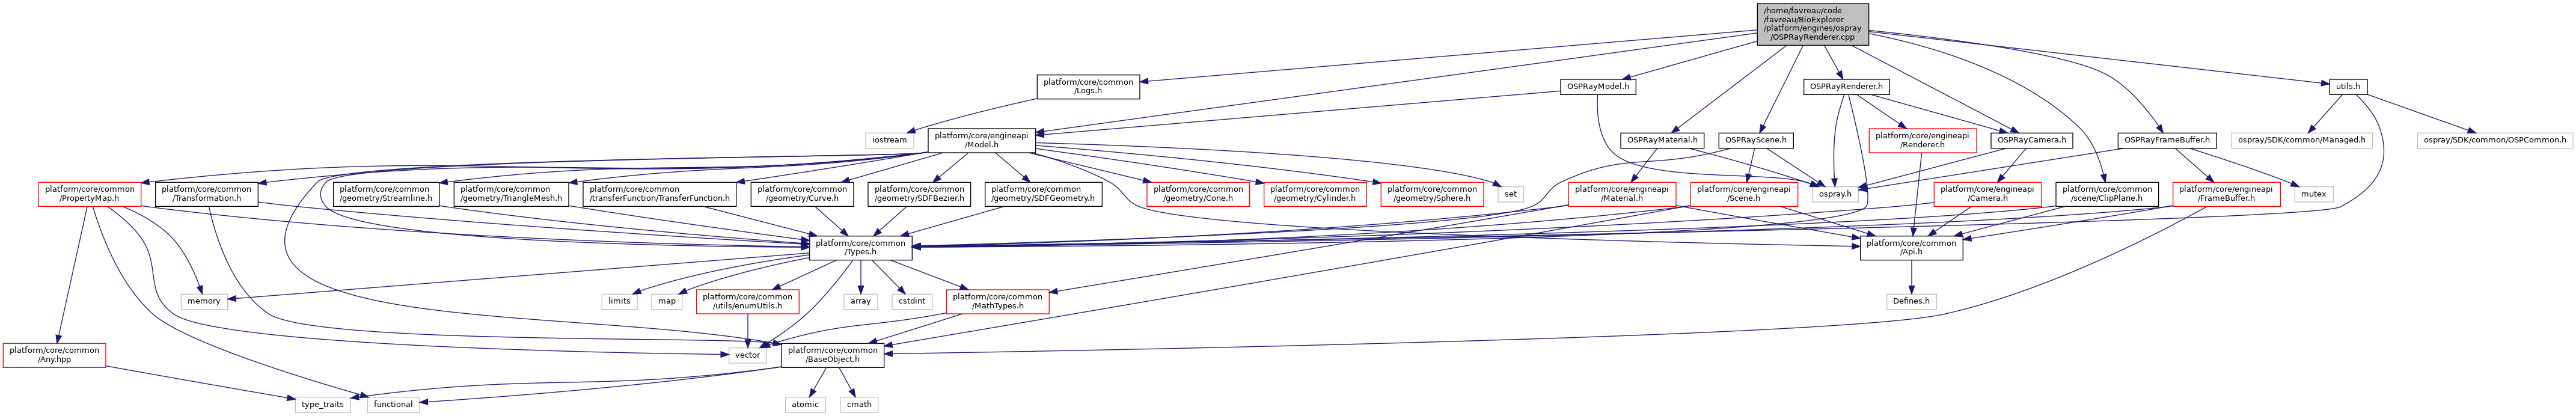 /home/favreau/code
/favreau/BioExplorer
/platform/engines/ospray
/OSPRayRenderer.cpp
platform/core/common
/Logs.h
OSPRayModel.h
OSPRayRenderer.h
utils.h
iostream
platform/core/engineapi
/Model.h
OSPRayMaterial.h
OSPRayScene.h
platform/core/engineapi
/Renderer.h
OSPRayCamera.h
OSPRayFrameBuffer.h
ospray/SDK/common/Managed.h
ospray/SDK/common/OSPCommon.h
platform/core/common
/PropertyMap.h
platform/core/common
/Transformation.h
platform/core/common
/geometry/Streamline.h
platform/core/common
/geometry/TriangleMesh.h
platform/core/common
/transferFunction/TransferFunction.h
platform/core/common
/geometry/Curve.h
platform/core/common
/geometry/SDFBezier.h
platform/core/common
/geometry/SDFGeometry.h
platform/core/common
/geometry/Cone.h
platform/core/common
/geometry/Cylinder.h
platform/core/common
/geometry/Sphere.h
set
platform/core/engineapi
/Material.h
platform/core/engineapi
/Scene.h
ospray.h
platform/core/engineapi
/Camera.h
platform/core/common
/scene/ClipPlane.h
platform/core/engineapi
/FrameBuffer.h
mutex
platform/core/common
/Types.h
platform/core/common
/Api.h
memory
limits
map
platform/core/common
/utils/enumUtils.h
array
cstdint
platform/core/common
/MathTypes.h
Defines.h
platform/core/common
/Any.hpp
vector
platform/core/common
/BaseObject.h
type_traits
functional
atomic
cmath